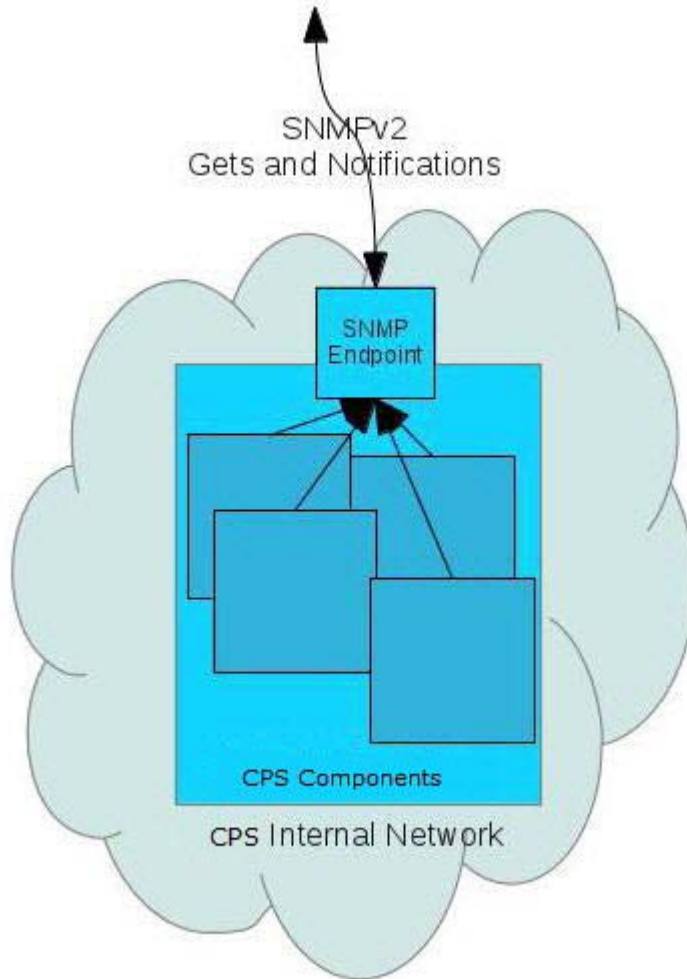 SNMPv2
Gets and Notifications
SNMP
Endpoint
CPS Components
CPS Internal Network